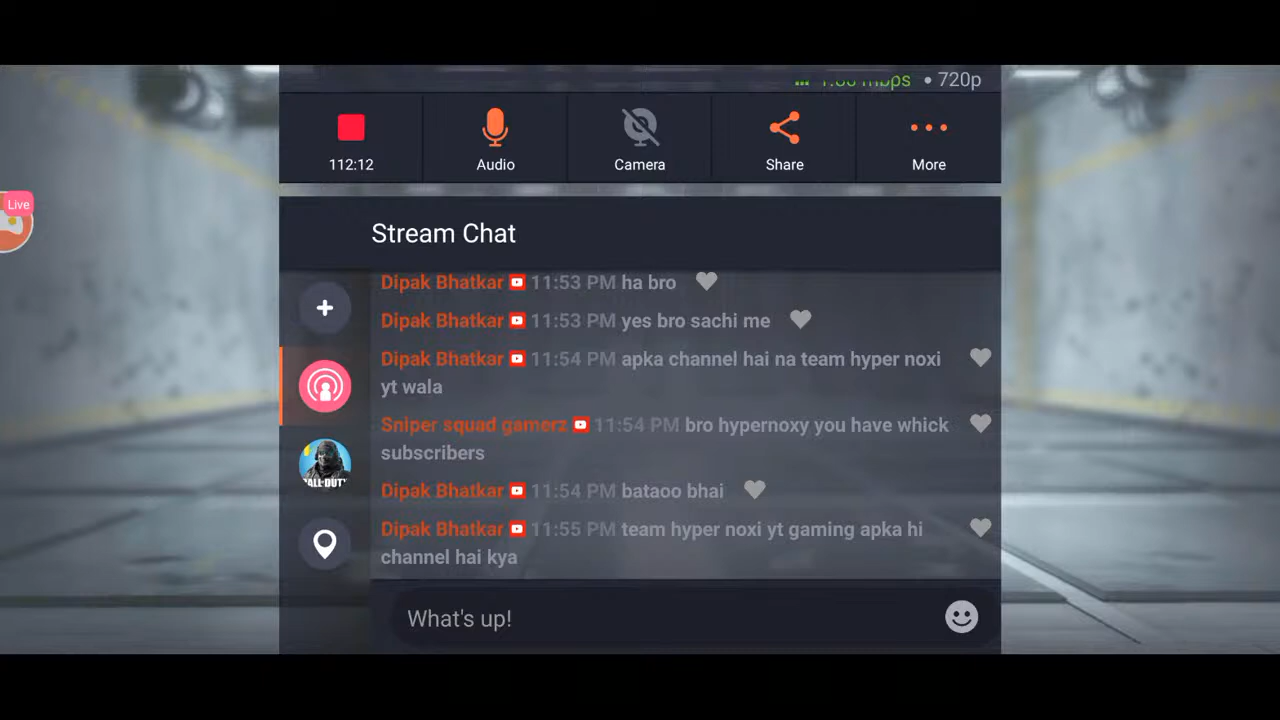 1.86 mbps • 720p
112:12 Audio Camera Share More
Live
Stream Chat
Dipak Bhatkar 11:53 PM ha bro
Dipak Bhatkar 11:53 PM yes bro sachi me
Dipak Bhatkar 11:54 PM apka channel hai na team hyper noxi
yt wala
Sniper squad gamerz 11:54 PM bro hypernoxy you have whick
subscribers
Dipak Bhatkar 11:54 PM bataoo bhai
Dipak Bhatkar 11:55 PM team hyper noxi yt gaming apka hi
channel hai kya
What's up!